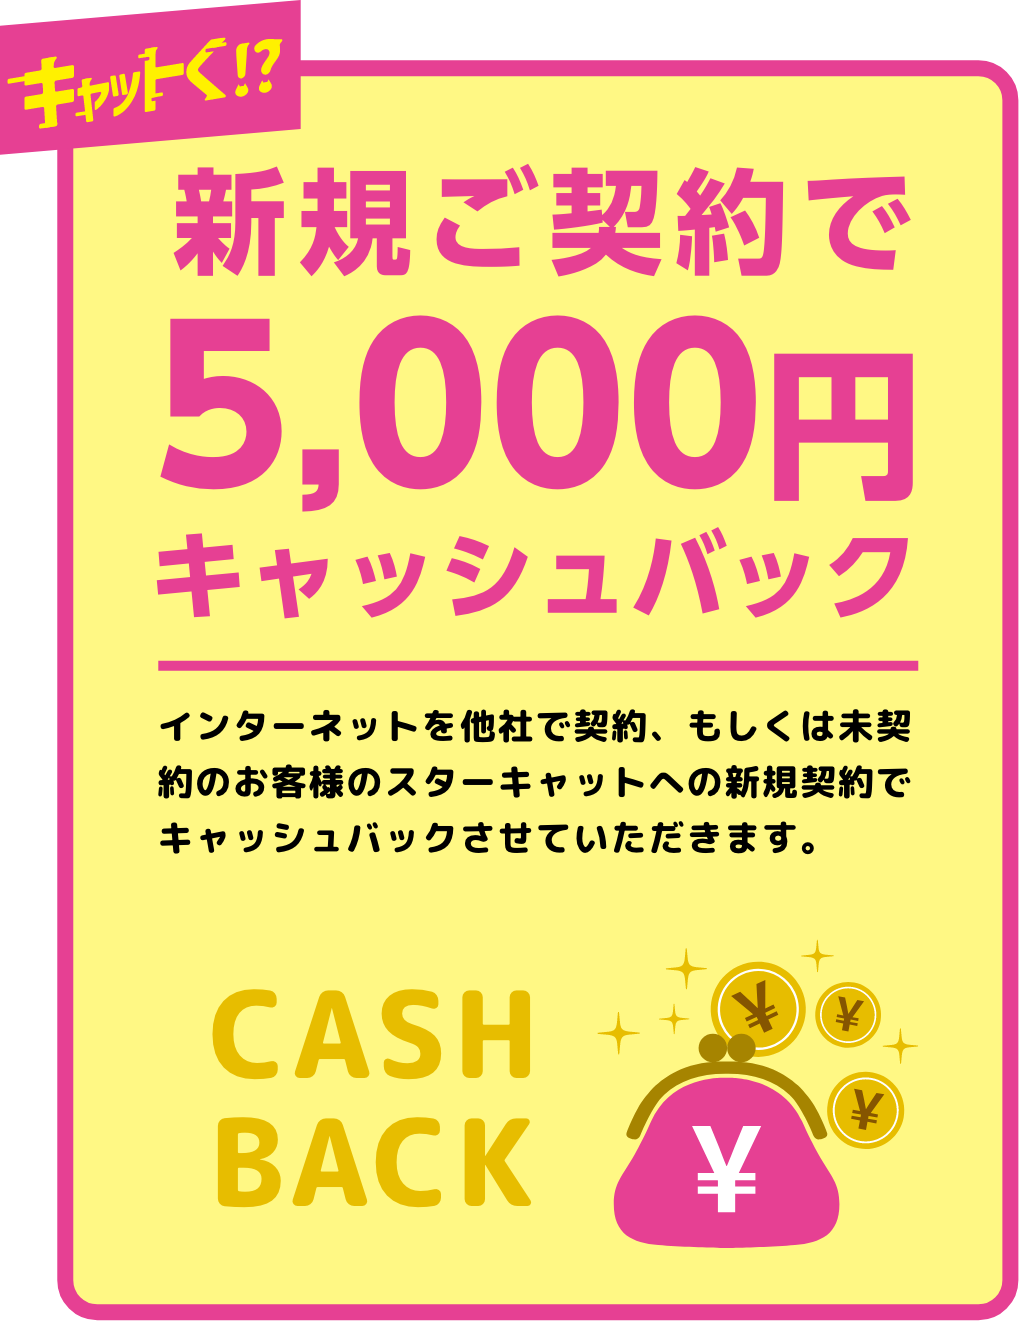 キャットく!?
新規ご契約で
5,000円
キャッシュバック
インターネットを他社で契約、もしくは未契
約のお客様のスターキャットへの新規契約で
キャッシュバックさせていただきます。
CASH
BACK
¥
¥
¥
¥